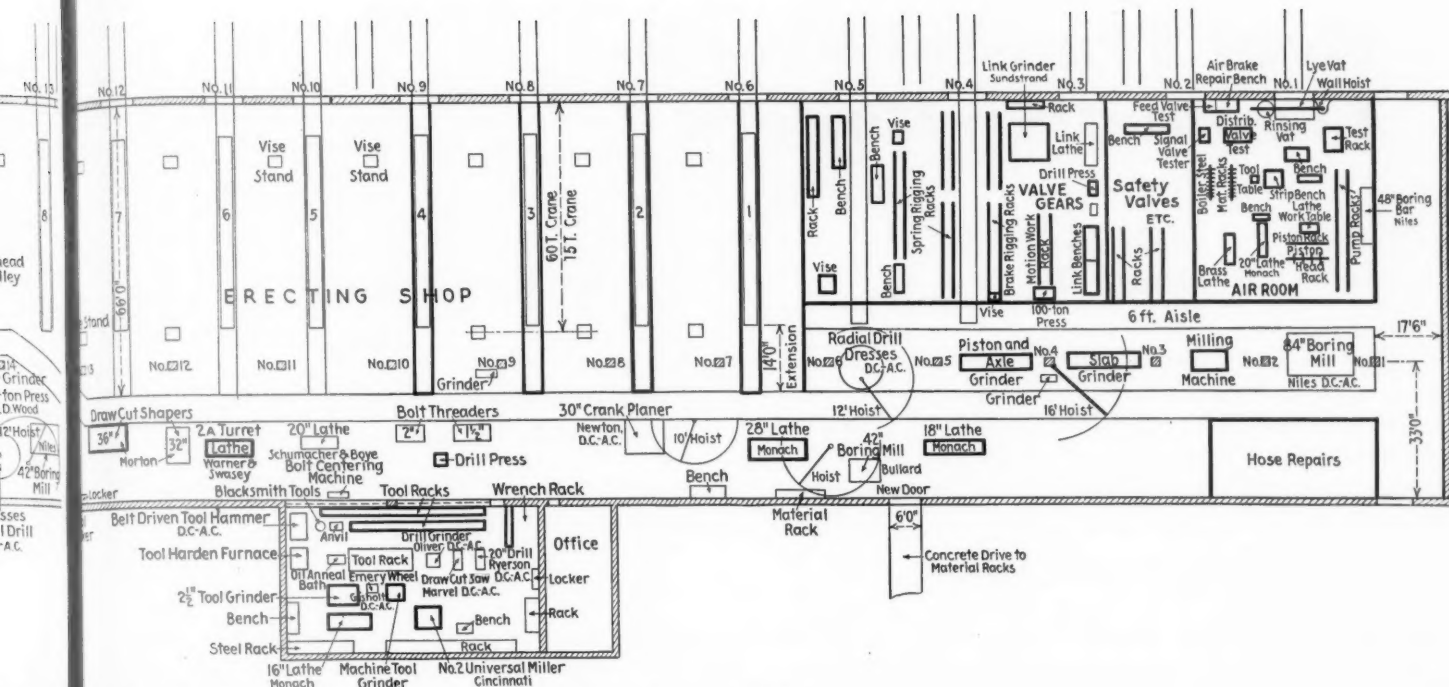 No. 13
No.12
No.11
No.10
No.9
No.8
No.7
No.6
No.5
No.4
No.3
No.2
No.1
Link Grinder
Sundstrand
Air Brake
Repair Bench
Lye Vat
Wall Hoist
Rack
Feed Valve
Test
Distrib.
Valve
Test
Rinsing
Vat
Test
Rack
Vise
Stand
Vise
Stand
Vise
Bench
Link
Lathe
Bench
Signal
Valve
Tester
Bench
Drill Press
VALVE
GEARS
Safety
Valves
ETC.
Boiler Steel
Mat. Racks
Tool
Table
Strip Bench
Lathe
Work Table
Bench
Piston Rack
Piston
Head
Rack
Pump Racks
48" Boring
Bar
Niles
8
7
6
5
4
3
2
1
60 T. Crane
15 T. Crane
Rack
Bench
Spring Rigging
Racks
Brake Rigging Racks
Motion Work
Rack
Link Benches
Racks
Brass
Lathe
20" Lathe
Monach
AIR ROOM
66'0"
ERECTING SHOP
Vise
Bench
Vise
100-ton
Press
6 ft. Aisle
17'6"
ead
lley
e Stand
14'0"
Extension
Radial Drill
Dresses
D.C.-A.C.
Piston and
Axle
Grinder
No.4
Slab
Grinder
No.3
Milling
Machine
84" Boring
Mill
Niles D.C.-A.C.
No.12
No.11
No.10
No.9
No.8
No.7
No.6
No.5
No.2
No.1
Grinder
Grinder
Grinder
-ton Press
.D.Wood
12' Hoist
16' Hoist
33'0"
Draw Cut Shapers
36"
32"
Morton
2A Turret
Lathe
Warner &
Swasey
20" Lathe
Schumacher & Boye
Bolt Centering
Machine
Bolt Threaders
2"
1½"
Drill Press
30" Crank Planer
Newton,
D.C.-A.C.
10' Hoist
28" Lathe
Monach
Boring
42"
Mill
Bullard
Hoist
18" Lathe
Monach
Hose Repairs
12' Hoist
Niles
42" Boring
Mill
Locker
Blacksmith Tools
Tool Racks
Wrench Rack
Bench
Material
Rack
New Door
6'0"
Concrete Drive to
Material Racks
sses
l Drill
-A.C.
Belt Driven Tool Hammer
D.C.-A.C.
Anvil
Drill Grinder
Oliver D.C.-A.C.
Office
Tool Harden Furnace
Tool Rack
20" Drill
Ryerson
D.C.-A.C.
Locker
Oil Anneal
Bath
Emery Wheel
Draw Cut Saw
Marvel D.C.-A.C.
2½" Tool Grinder
Gisholt
D.C.-A.C.
Bench
Bench
Rack
Steel Rack
Rack
16" Lathe
Monach
Machine Tool
Grinder
No.2 Universal Miller
Cincinnati